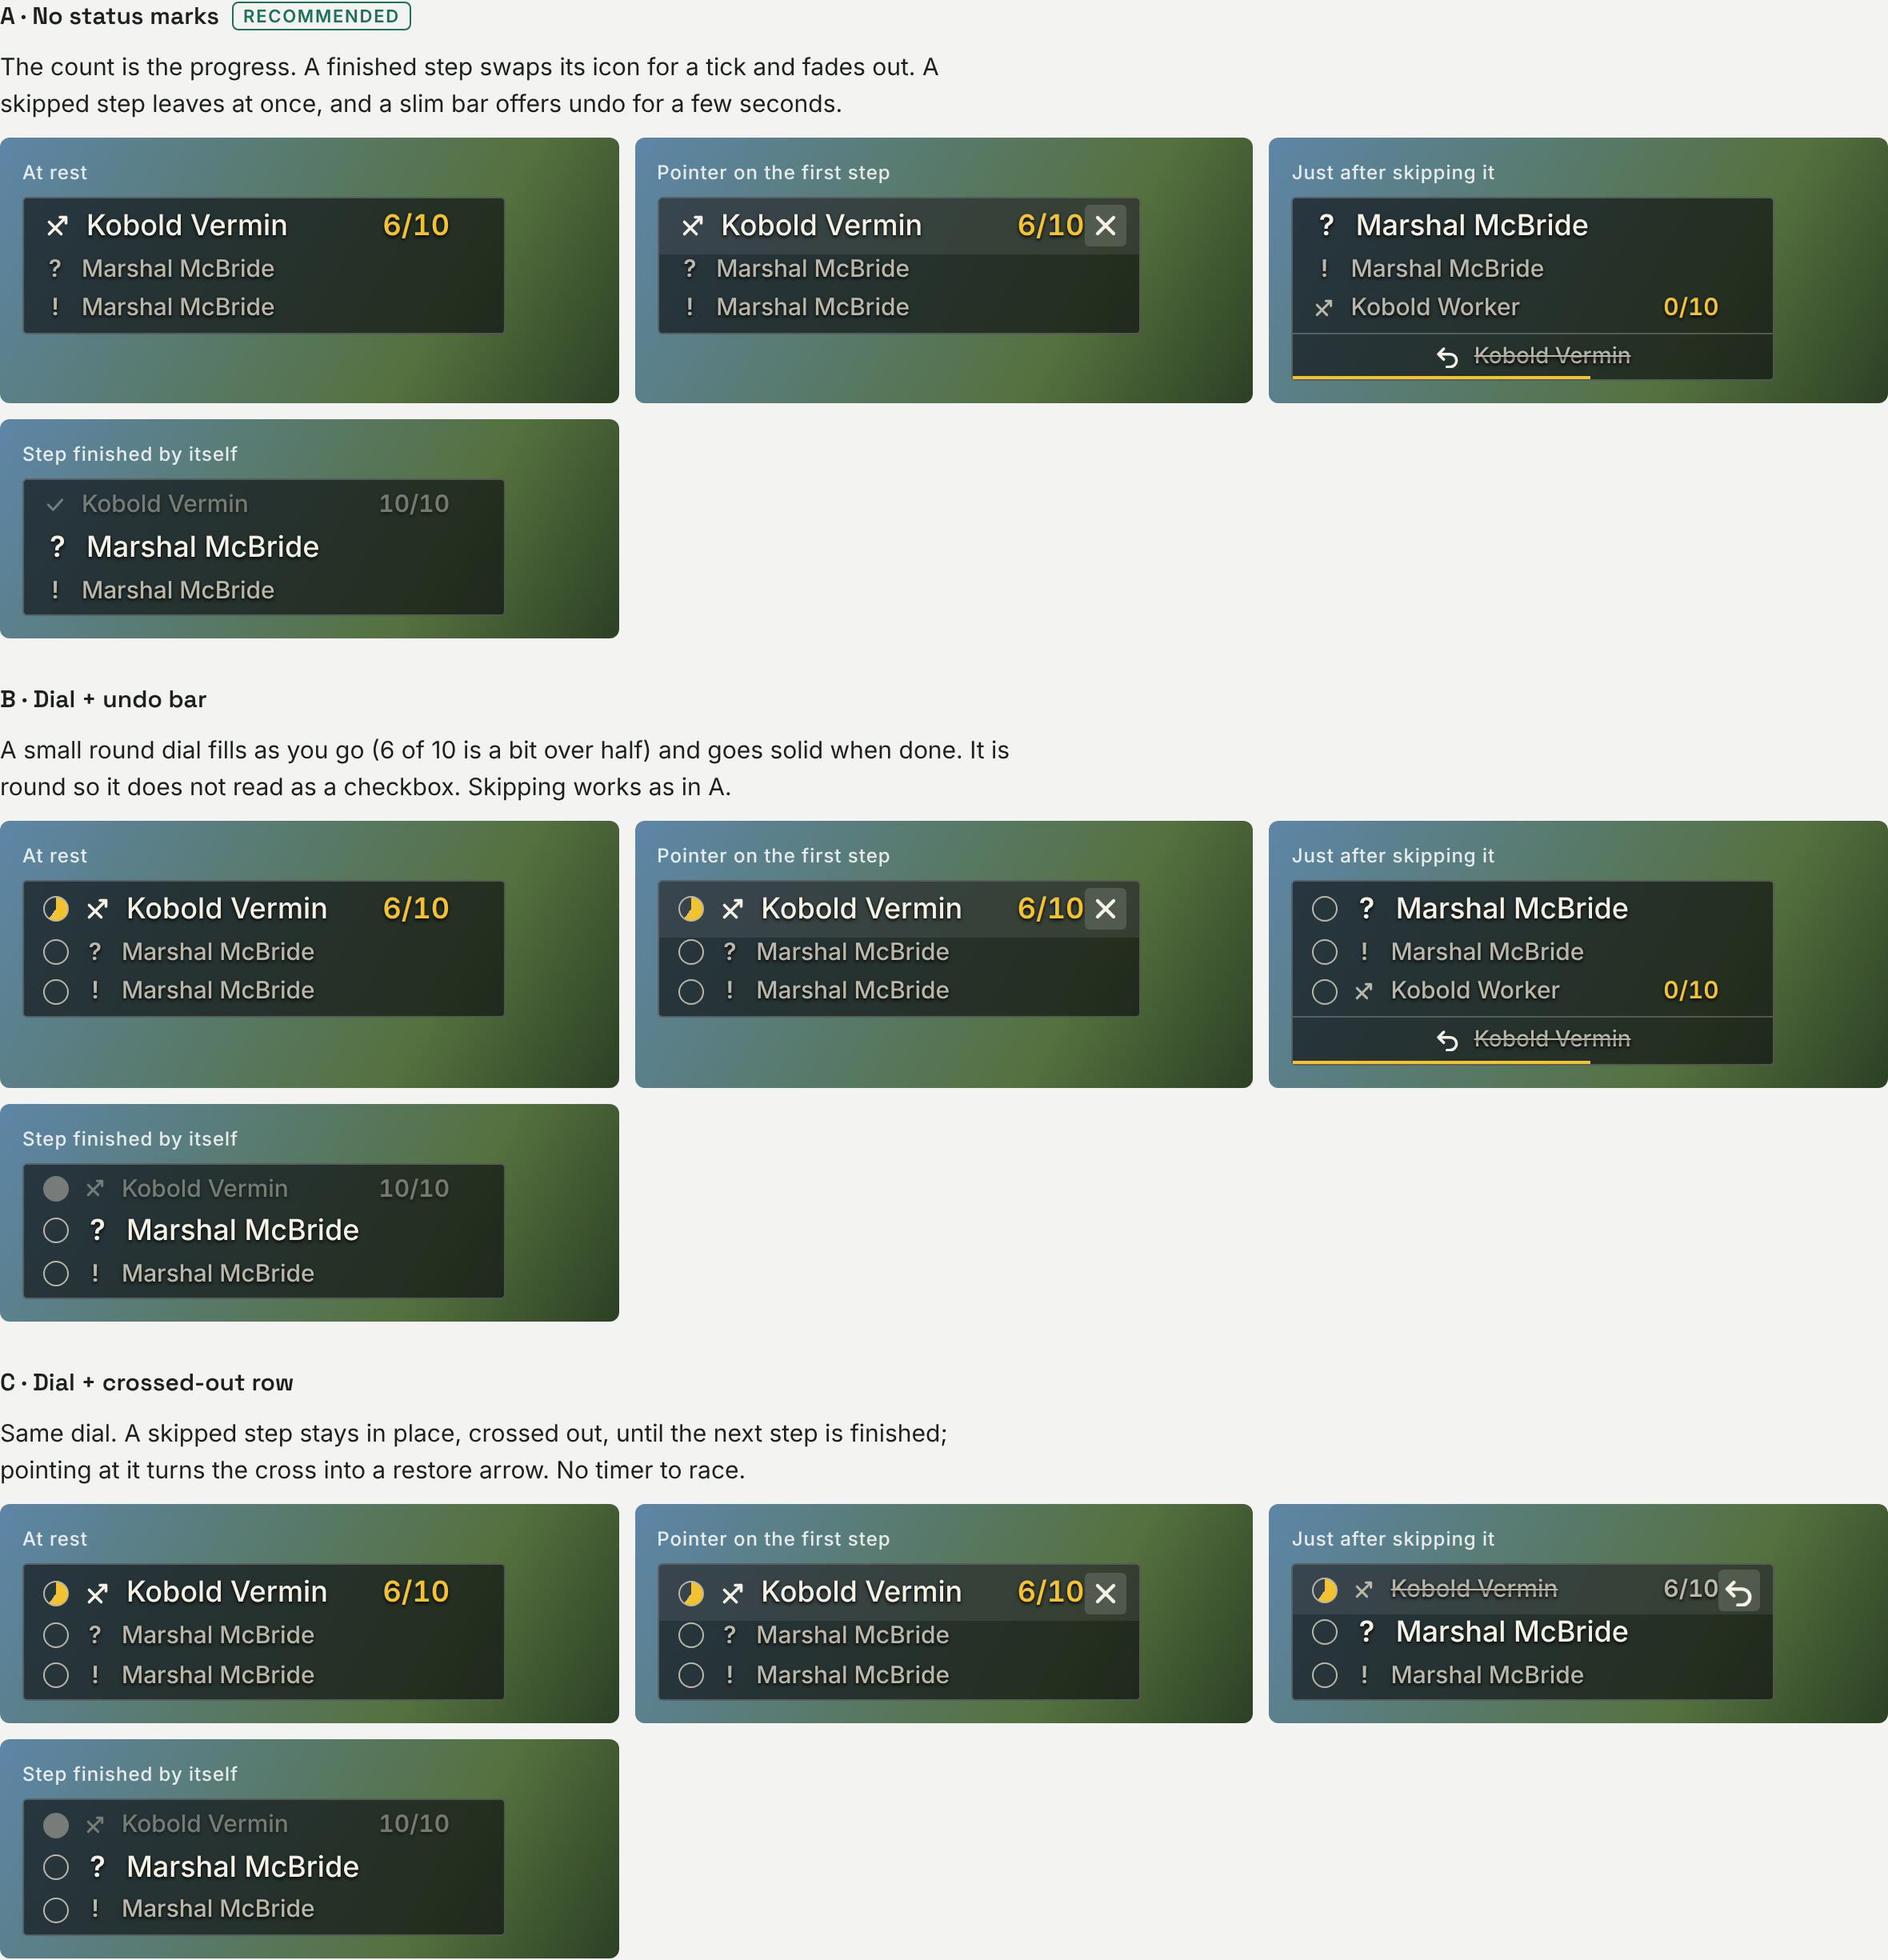 A · No status marks RECOMMENDED
The count is the progress. A finished step swaps its icon for a tick and fades out. A
skipped step leaves at once, and a slim bar offers undo for a few seconds.
At rest
Kobold Vermin 6/10
? Marshal McBride
! Marshal McBride
Pointer on the first step
Kobold Vermin 6/10
? Marshal McBride
! Marshal McBride
Just after skipping it
? Marshal McBride
! Marshal McBride
Kobold Worker 0/10
Kobold Vermin
Step finished by itself
Kobold Vermin 10/10
? Marshal McBride
! Marshal McBride
B · Dial + undo bar
A small round dial fills as you go (6 of 10 is a bit over half) and goes solid when done. It is
round so it does not read as a checkbox. Skipping works as in A.
At rest
Kobold Vermin 6/10
? Marshal McBride
! Marshal McBride
Pointer on the first step
Kobold Vermin 6/10
? Marshal McBride
! Marshal McBride
Just after skipping it
? Marshal McBride
! Marshal McBride
Kobold Worker 0/10
Kobold Vermin
Step finished by itself
Kobold Vermin 10/10
? Marshal McBride
! Marshal McBride
C · Dial + crossed-out row
Same dial. A skipped step stays in place, crossed out, until the next step is finished;
pointing at it turns the cross into a restore arrow. No timer to race.
At rest
Kobold Vermin 6/10
? Marshal McBride
! Marshal McBride
Pointer on the first step
Kobold Vermin 6/10
? Marshal McBride
! Marshal McBride
Just after skipping it
Kobold Vermin 6/10
? Marshal McBride
! Marshal McBride
Step finished by itself
Kobold Vermin 10/10
? Marshal McBride
! Marshal McBride